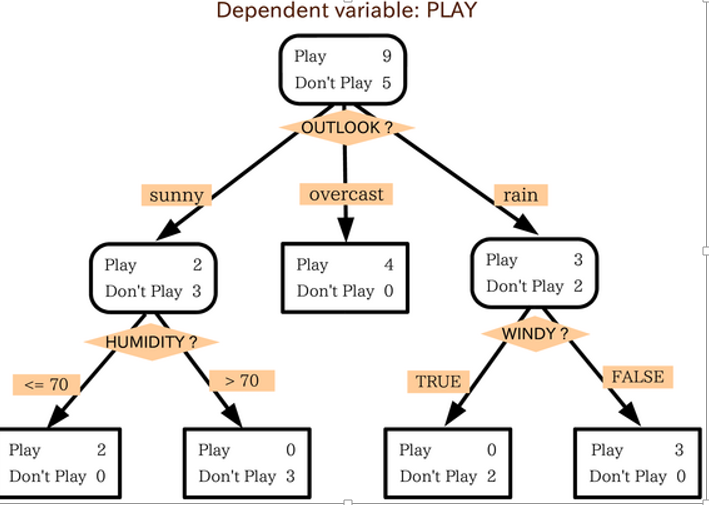 Dependent variable: PLAY
Play 9
Don't Play 5
OUTLOOK ?
sunny
overcast
rain
Play 2
Don't Play 3
Play 4
Don't Play 0
Play 3
Don't Play 2
HUMIDITY ?
WINDY ?
<= 70
> 70
TRUE
FALSE
Play 2
Don't Play 0
Play 0
Don't Play 3
Play 0
Don't Play 2
Play 3
Don't Play 0